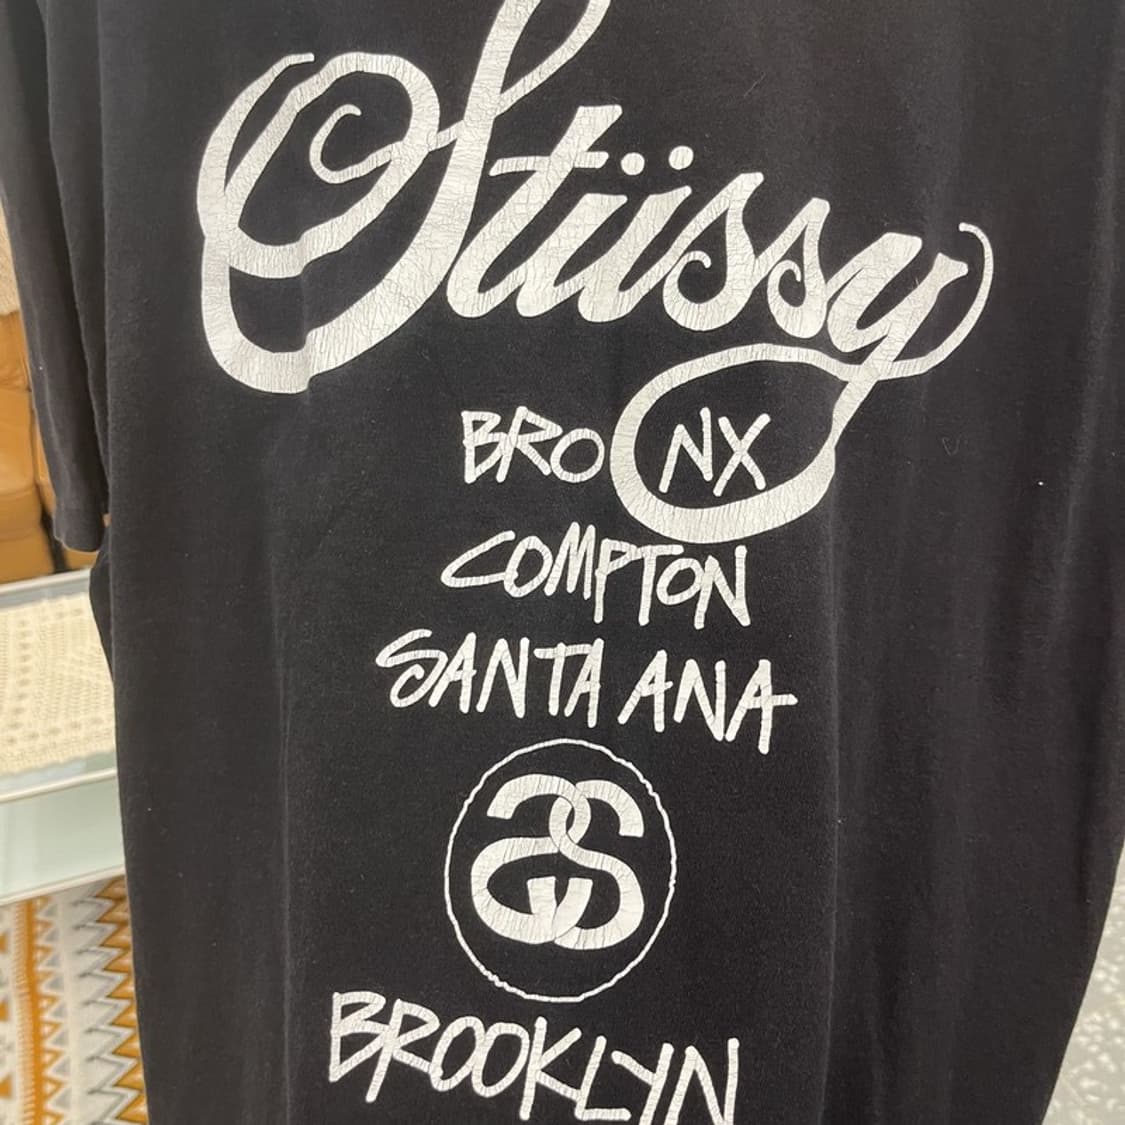 Stüssy
BRONX
COMPTON
SANTA ANA
SS
BROOKLYN